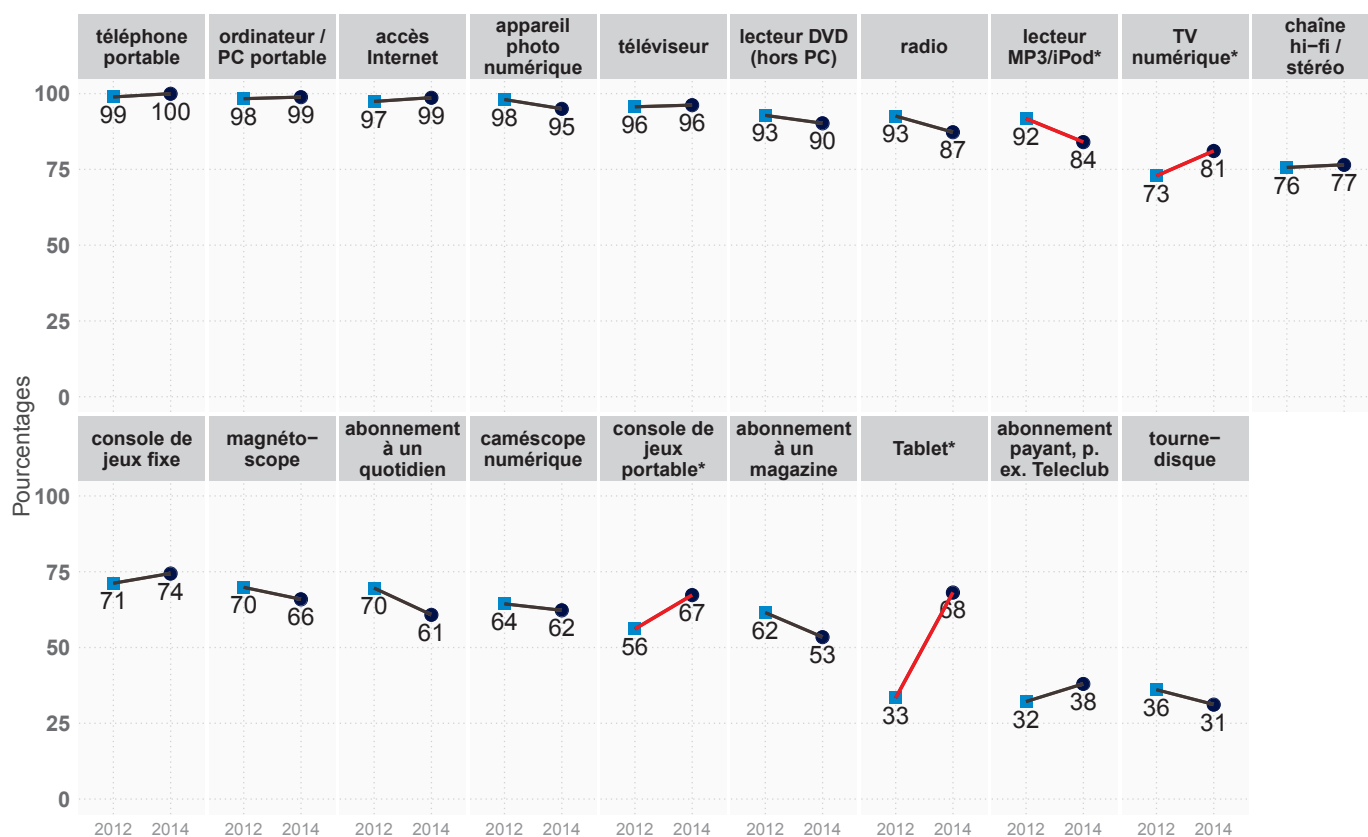 téléphone
portable
ordinateur /
PC portable
accès
Internet
appareil
photo
numérique
téléviseur
lecteur DVD
(hors PC)
radio
lecteur
MP3/iPod*
TV
numérique*
chaîne
hi−fi /
stéréo
100
75
50
25
0
99 100
98 99
97 99
98 95
96 96
93 90
93 87
92 84
73 81
76 77
Pourcentages
console de
jeux fixe
magnéto−
scope
abonnement
à un
quotidien
caméscope
numérique
console de
jeux
portable*
abonnement
à un
magazine
Tablet*
abonnement
payant, p.
ex. Teleclub
tourne−
disque
100
75
50
25
0
71 74
70 66
70 61
64 62
56 67
62 53
33 68
32 38
36 31
2012 2014
2012 2014
2012 2014
2012 2014
2012 2014
2012 2014
2012 2014
2012 2014
2012 2014